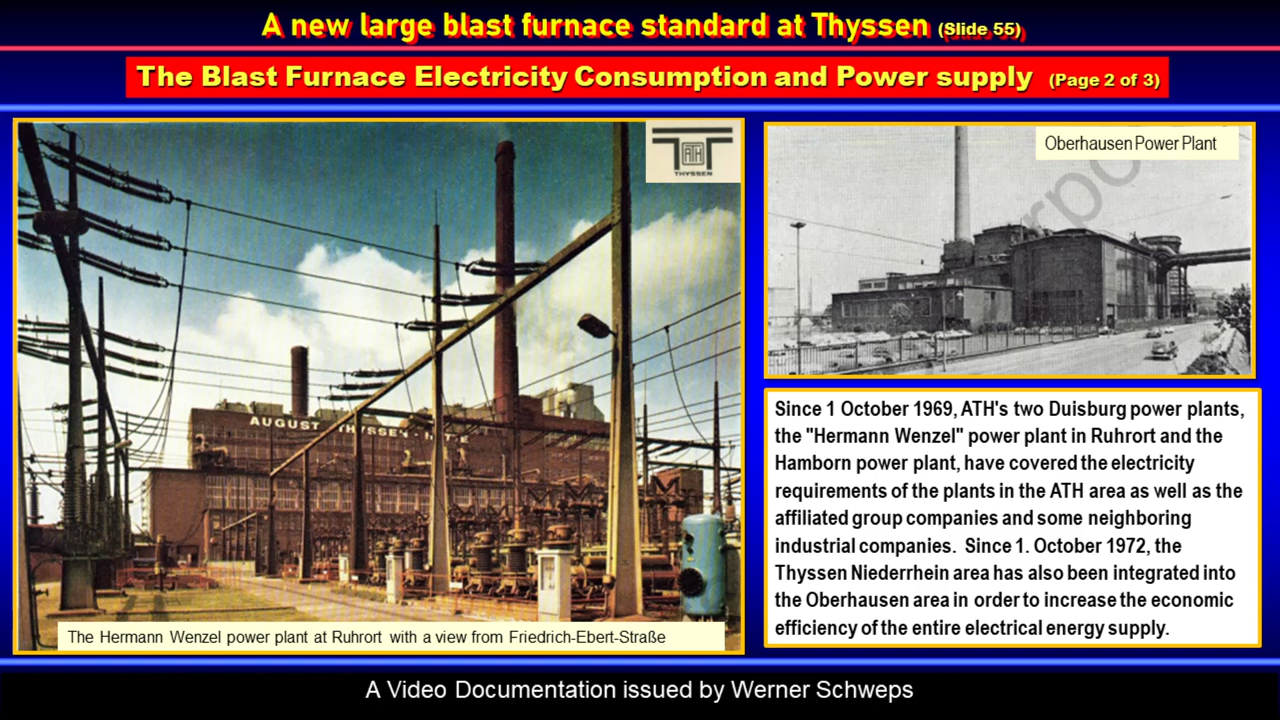 A new large blast furnace standard at Thyssen (Slide 55)
The Blast Furnace Electricity Consumption and Power supply (Page 2 of 3)
ATH
THYSSEN
AUGUST THYSSEN-HÜTTE
The Hermann Wenzel power plant at Ruhrort with a view from Friedrich-Ebert-Straße
Oberhausen Power Plant
Since 1 October 1969, ATH's two Duisburg power plants,
the "Hermann Wenzel" power plant in Ruhrort and the
Hamborn power plant, have covered the electricity
requirements of the plants in the ATH area as well as the
affiliated group companies and some neighboring
industrial companies. Since 1. October 1972, the
Thyssen Niederrhein area has also been integrated into
the Oberhausen area in order to increase the economic
efficiency of the entire electrical energy supply.
A Video Documentation issued by Werner Schweps